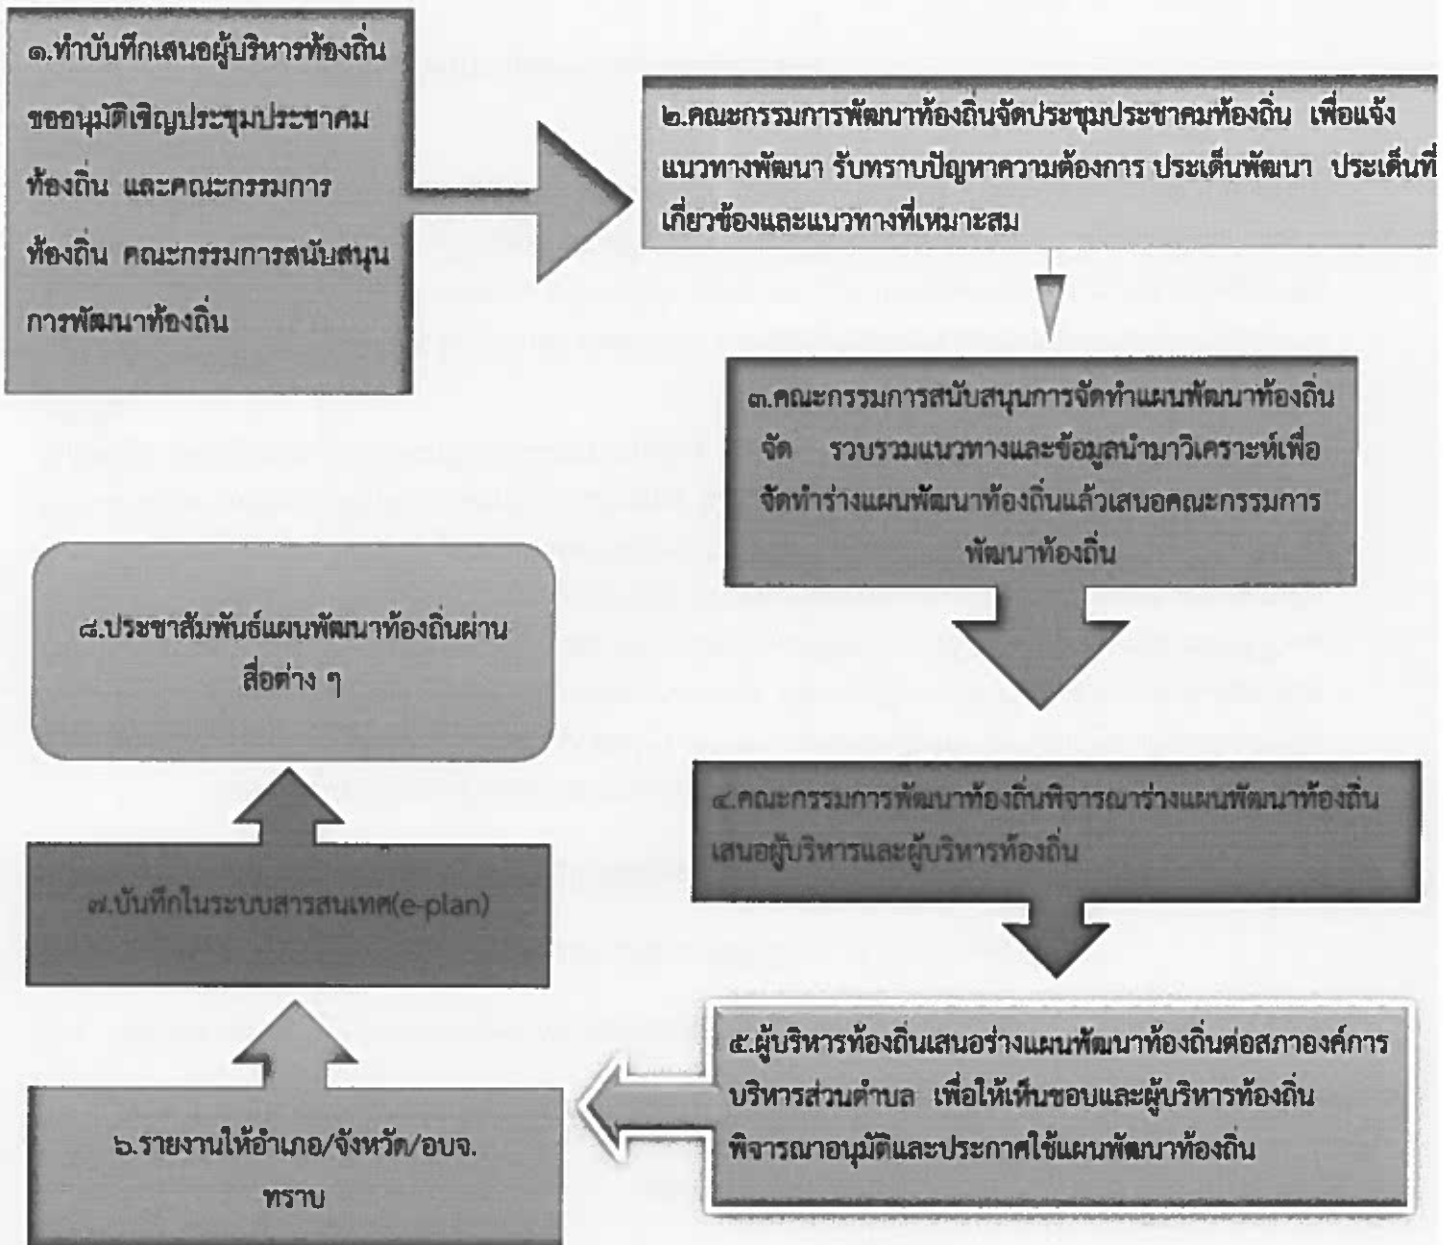 ๑.ทำบันทึกเสนอผู้บริหารท้องถิ่น
ขออนุมัติเชิญประชุมประชาคม
ท้องถิ่น และคณะกรรมการ
ท้องถิ่น คณะกรรมการสนับสนุน
การพัฒนาท้องถิ่น
๒.คณะกรรมการพัฒนาท้องถิ่นจัดประชุมประชาคมท้องถิ่น เพื่อแจ้ง
แนวทางพัฒนา รับทราบปัญหาความต้องการ ประเด็นพัฒนา ประเด็นที่
เกี่ยวข้องและแนวทางที่เหมาะสม
๓.คณะกรรมการสนับสนุนการจัดทำแผนพัฒนาท้องถิ่น
จัด รวบรวมแนวทางและข้อมูลนำมาวิเคราะห์เพื่อ
จัดทำร่างแผนพัฒนาท้องถิ่นแล้วเสนอคณะกรรมการ
พัฒนาท้องถิ่น
๔.คณะกรรมการพัฒนาท้องถิ่นพิจารณาร่างแผนพัฒนาท้องถิ่น
เสนอผู้บริหารและผู้บริหารท้องถิ่น
๕.ผู้บริหารท้องถิ่นเสนอร่างแผนพัฒนาท้องถิ่นต่อสภาองค์การ
บริหารส่วนตำบล เพื่อให้เห็นชอบและผู้บริหารท้องถิ่น
พิจารณาอนุมัติและประกาศใช้แผนพัฒนาท้องถิ่น
๖.รายงานให้อำเภอ/จังหวัด/อบจ.
ทราบ
๗.บันทึกในระบบสารสนเทศ(e-plan)
๘.ประชาสัมพันธ์แผนพัฒนาท้องถิ่นผ่าน
สื่อต่าง ๆ